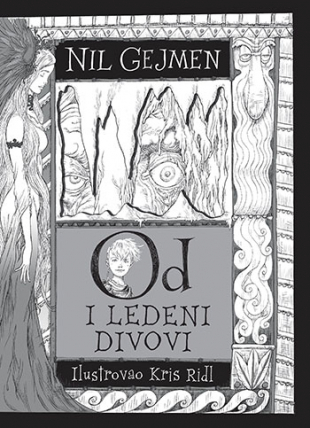 NIL GEJMEN
Od
I LEDENI
DIVOVI
Ilustrovao Kris Ridl